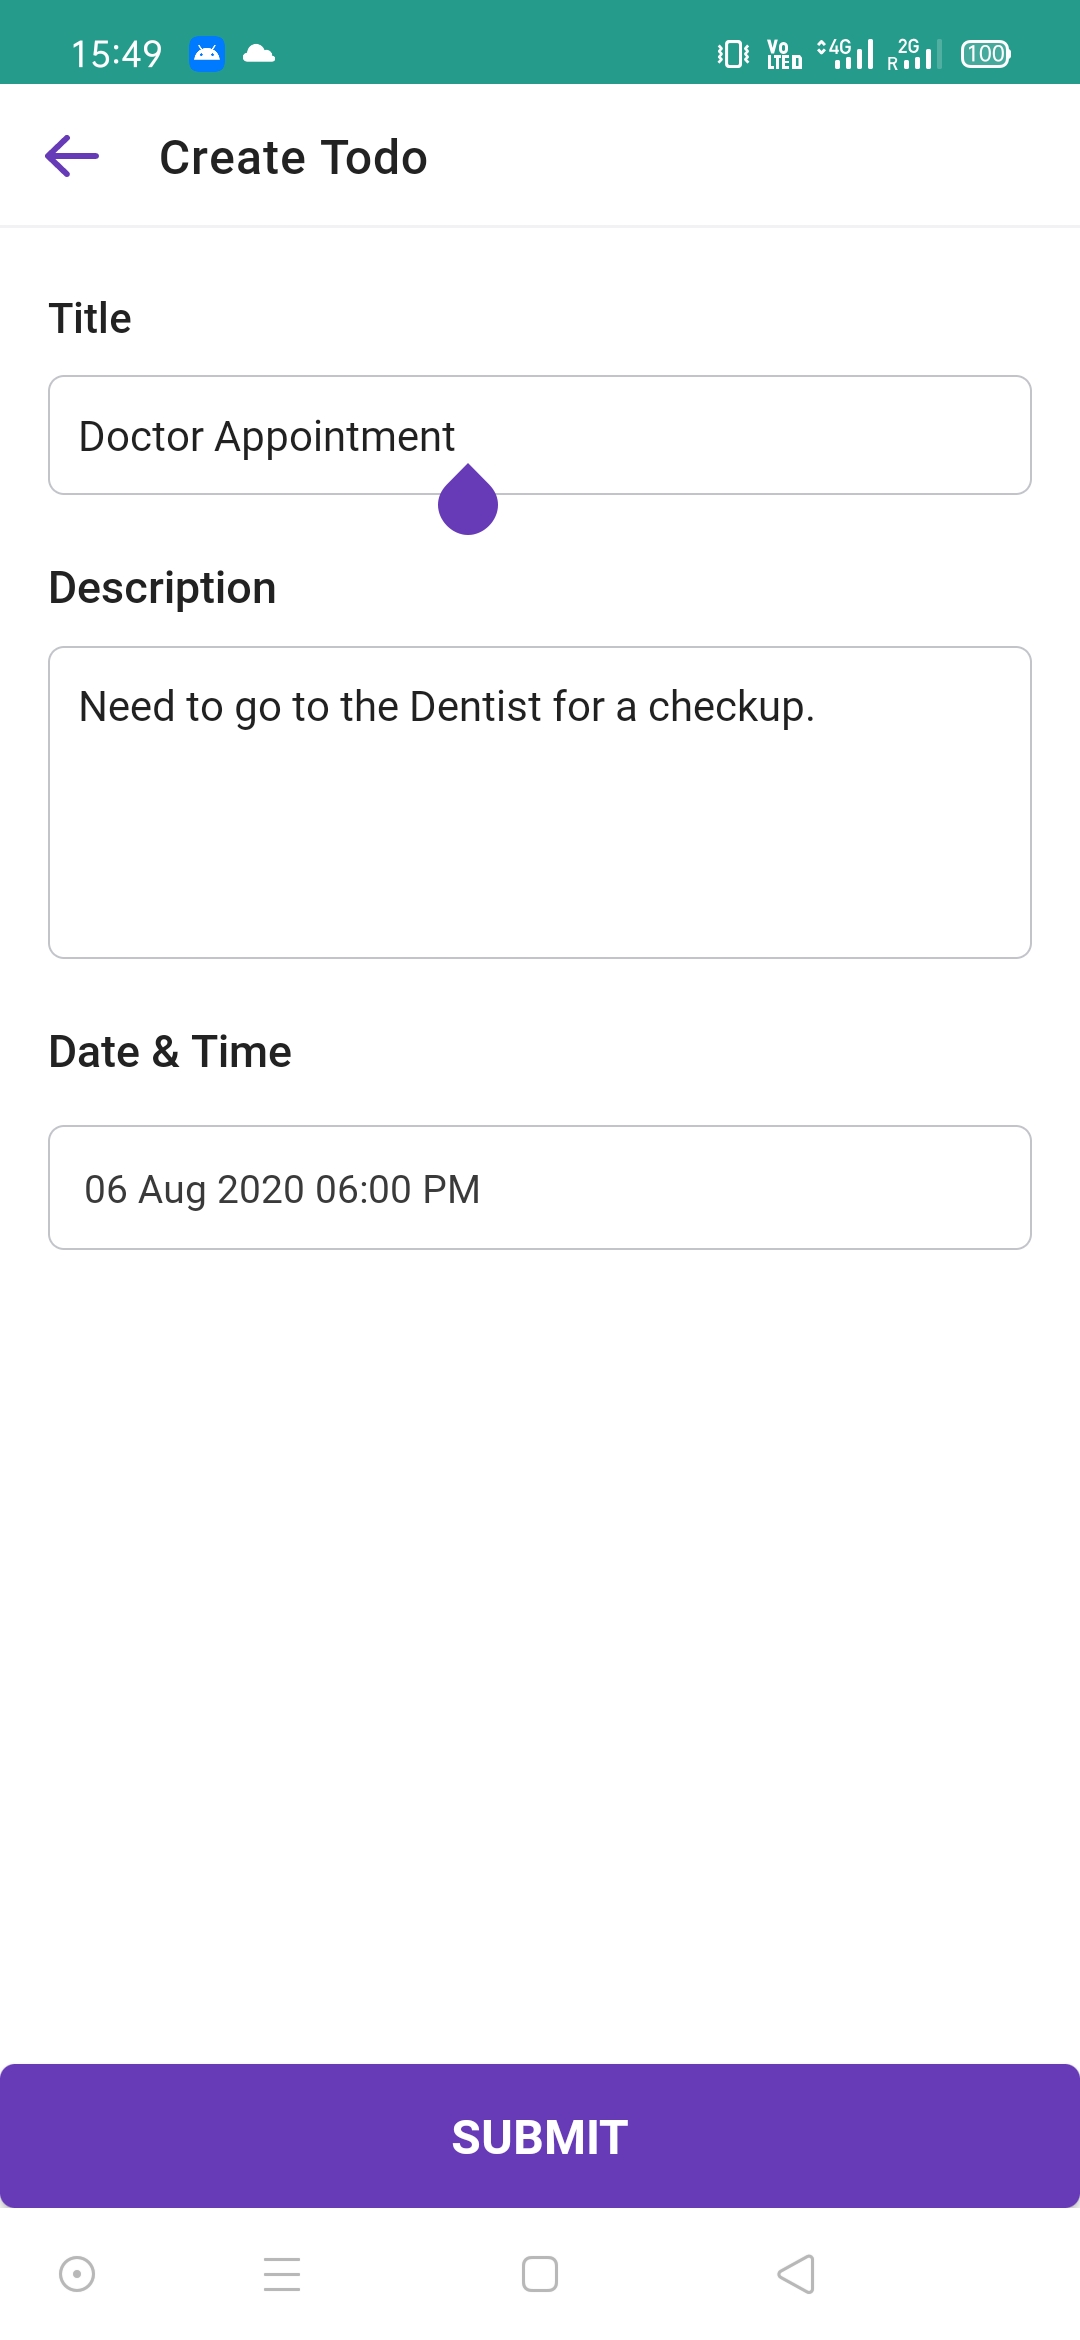 15:49 Vo LTE D 4G R 2G 100
Create Todo
Title
Doctor Appointment
Description
Need to go to the Dentist for a checkup.
Date & Time
06 Aug 2020 06:00 PM
SUBMIT